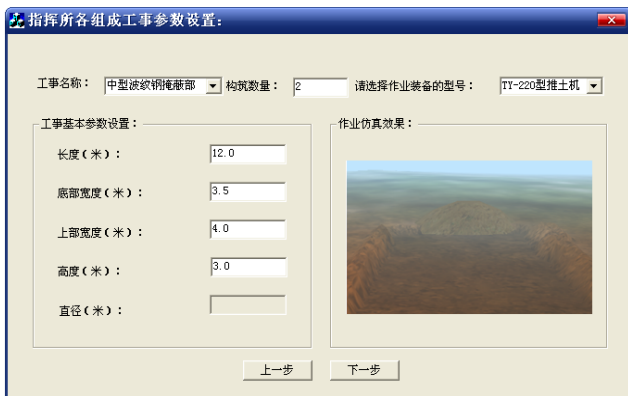 指挥所各组成工事参数设置:
工事名称: 中型波纹钢掩蔽部 构筑数量: 2 请选择作业装备的型号: TY-220型推土机
工事基本参数设置: 作业仿真效果:
长度(米): 12.0
底部宽度(米): 3.5
上部宽度(米): 4.0
高度(米): 3.0
直径(米):
上一步 下一步